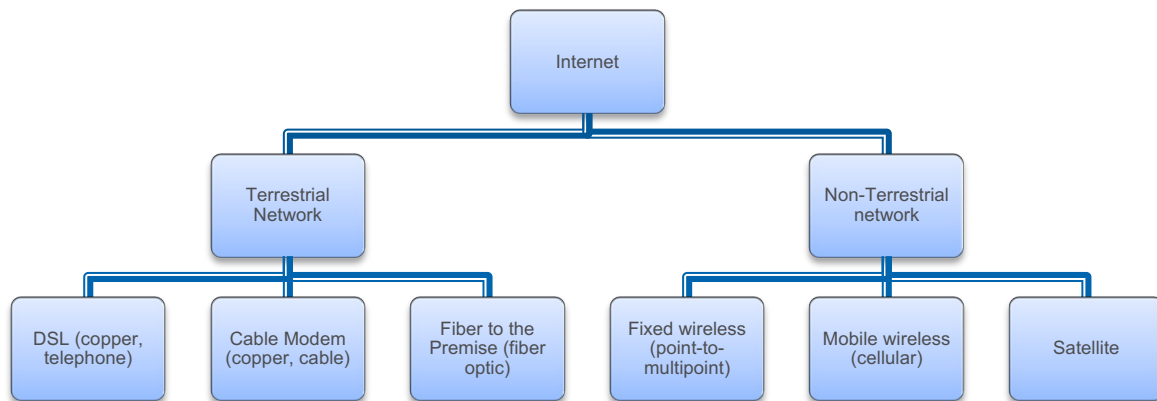 Internet
Terrestrial
Network
Non-Terrestrial
network
DSL (copper,
telephone)
Cable Modem
(copper, cable)
Fiber to the
Premise (fiber
optic)
Fixed wireless
(point-to-
multipoint)
Mobile wireless
(cellular)
Satellite